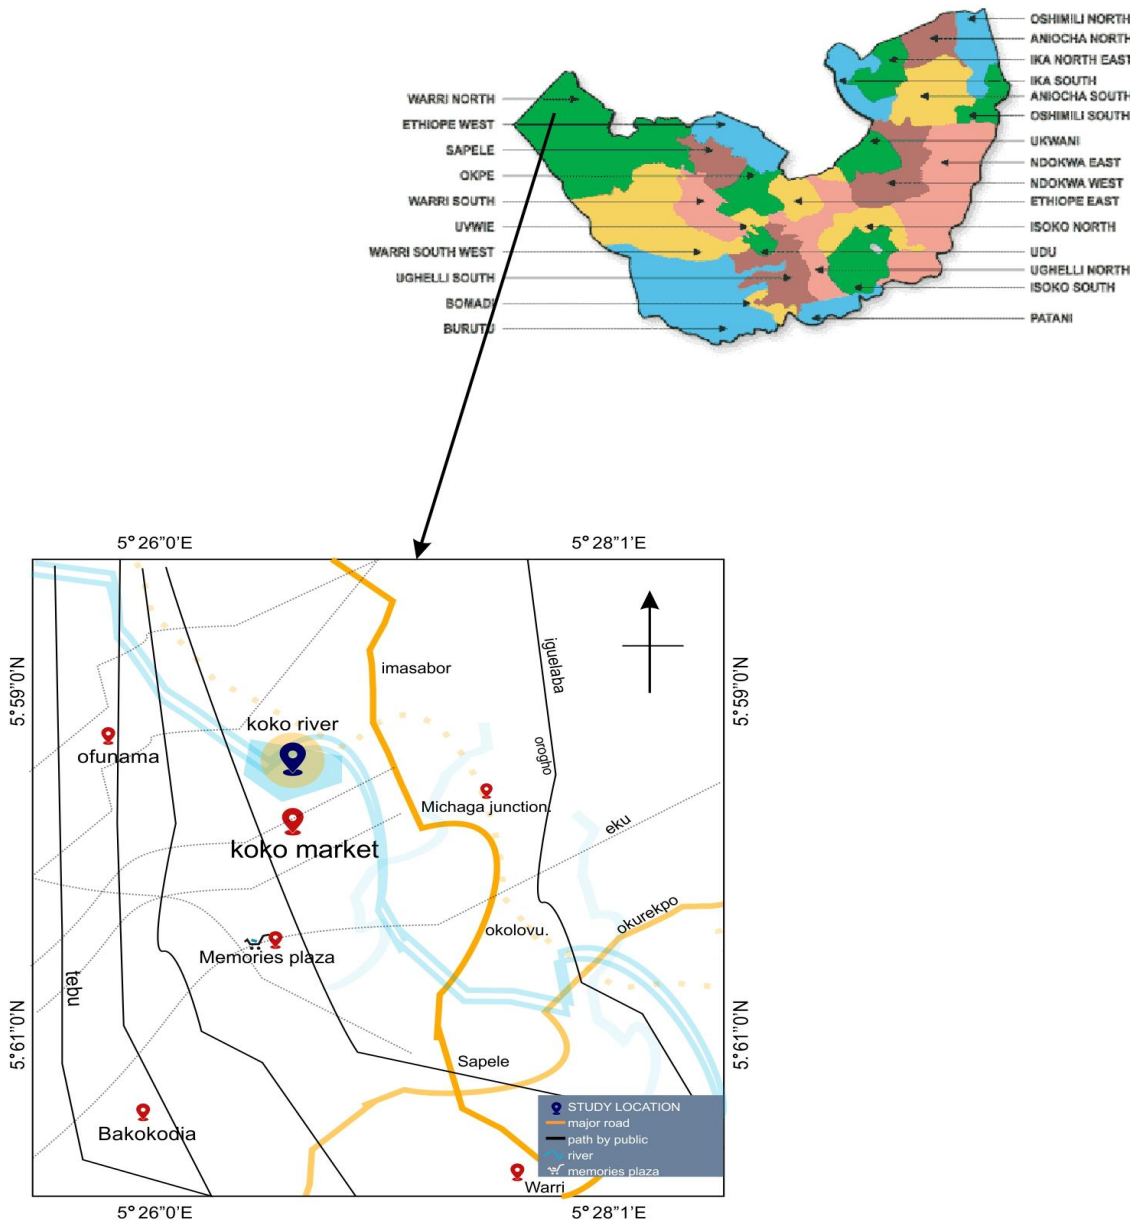 OSHIMILI NORTH
ANIOCHA NORTH
IKA NORTH EAST
IKA SOUTH
ANIOCHA SOUTH
OSHIMILI SOUTH
UKWANI
NDOKWA EAST
NDOKWA WEST
ETHIOPE EAST
ISOKO NORTH
UDU
UGHELLI NORTH
ISOKO SOUTH
PATANI
WARRI NORTH
ETHIOPE WEST
SAPELE
OKPE
WARRI SOUTH
UVWIE
WARRI SOUTH WEST
UGHELLI SOUTH
BOMADI
BURUTU
5°26”0’E
5°28”1’E
5°59”0’N
5°59”0’N
imasabor
iguelaba
koko river
orogho
ofunama
Michaga junction.
koko market
eku
okurekpo
okolovu.
Memories plaza
tebu
5°61”0’N
5°61”0’N
Sapele
Bakokodia
STUDY LOCATION
major road
path by public
river
memories plaza
Warri
5°26”0’E
5°28”1’E